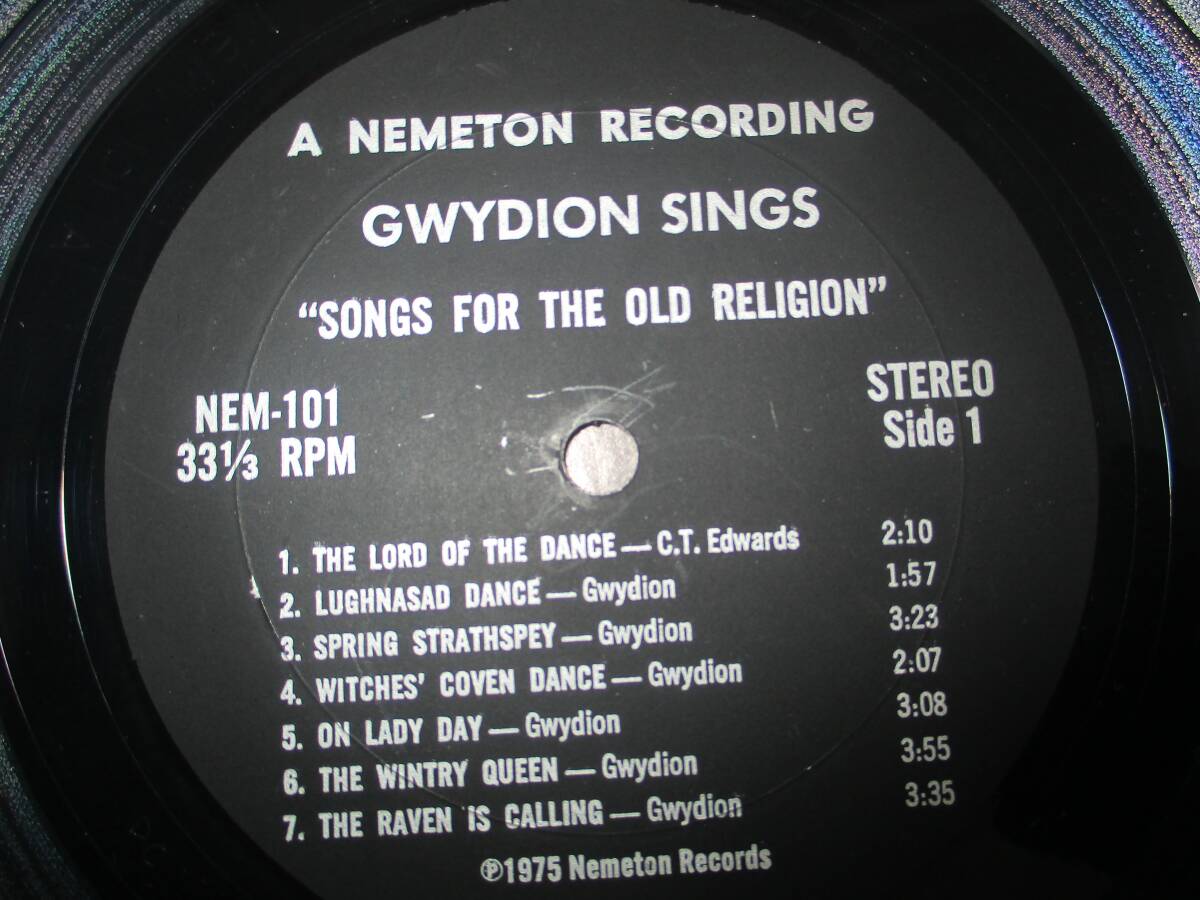 A NEMETON RECORDING
GWYDION SINGS
“SONGS FOR THE OLD RELIGION”
NEM-101
33⅓ RPM
STEREO
Side 1
1. THE LORD OF THE DANCE — C.T. Edwards 2:10
2. LUGHNASAD DANCE — Gwydion 1:57
3. SPRING STRATHSPEY — Gwydion 3:23
4. WITCHES’ COVEN DANCE — Gwydion 2:07
5. ON LADY DAY — Gwydion 3:08
6. THE WINTRY QUEEN — Gwydion 3:55
7. THE RAVEN IS CALLING — Gwydion 3:35
℗1975 Nemeton Records